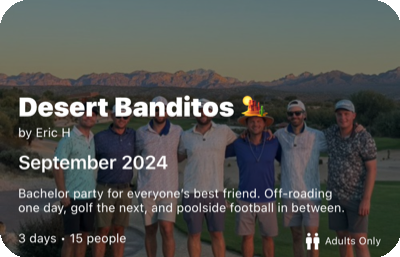 Desert Banditos
by Eric H
September 2024
Bachelor party for everyone's best friend. Off-roading
one day, golf the next, and poolside football in between.
3 days • 15 people
Adults Only